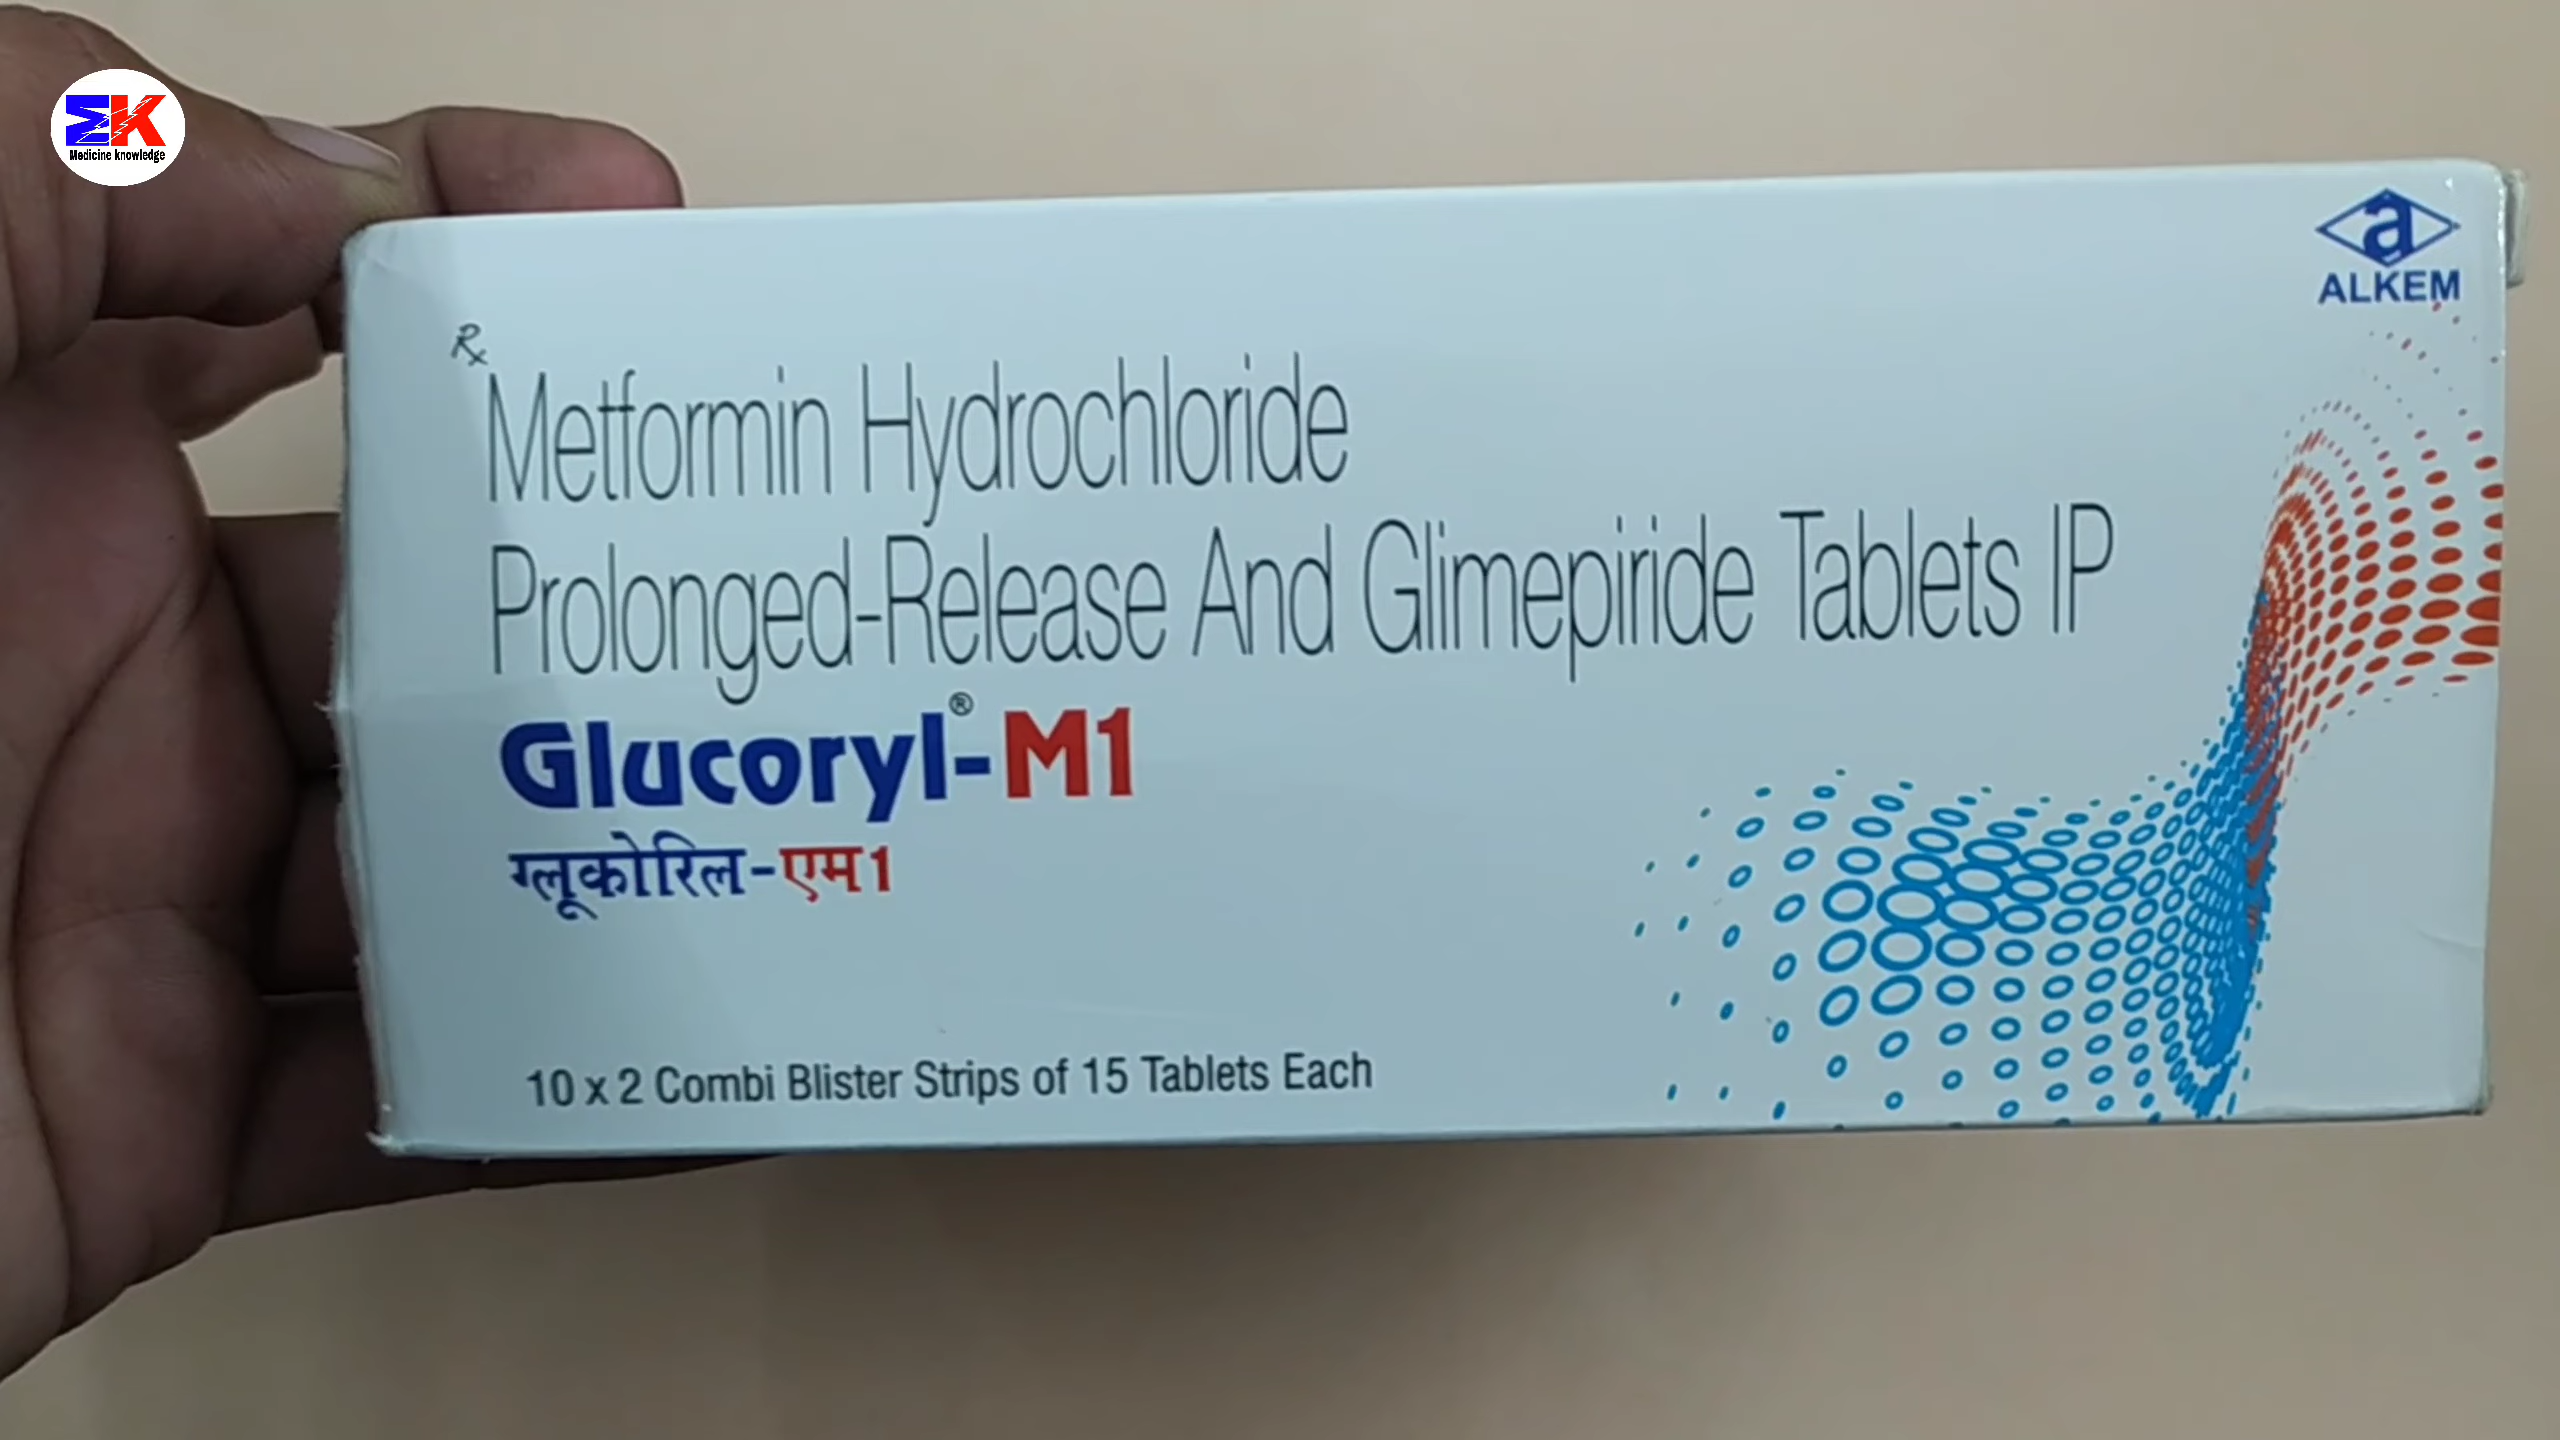 MK
Medicine knowledge
a
ALKEM
Rx
Metformin Hydrochloride
Prolonged-Release And Glimepiride Tablets IP
Glucoryl®-M1
ग्लूकोरिल-एम1
10 x 2 Combi Blister Strips of 15 Tablets Each